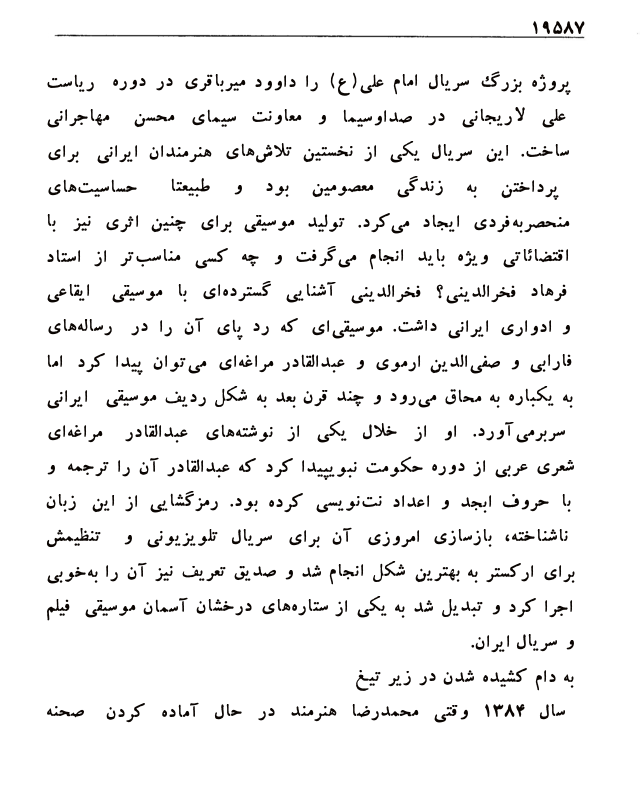 ۱۹۵۸۷
پروژه بزرگ سریال امام علی(ع) را داوود میرباقری در دوره ریاست
علی لاریجانی در صداوسیما و معاونت سیمای محسن مهاجرانی
ساخت. این سریال یکی از نخستین تلاش‌های هنرمندان ایرانی برای
پرداختن به زندگی معصومین بود و طبیعتا حساسیت‌های
منحصربه‌فردی ایجاد می‌کرد. تولید موسیقی برای چنین اثری نیز با
اقتضائاتی ویژه باید انجام می‌گرفت و چه کسی مناسب‌تر از استاد
فرهاد فخرالدینی؟ فخرالدینی آشنایی گسترده‌ای با موسیقی ایقاعی
و ادواری ایرانی داشت. موسیقی‌ای که رد پای آن را در رساله‌های
فارابی و صفی‌الدین ارموی و عبدالقادر مراغه‌ای می‌توان پیدا کرد اما
به یکباره به محاق می‌رود و چند قرن بعد به شکل ردیف موسیقی ایرانی
سربرمی‌آورد. او از خلال یکی از نوشته‌های عبدالقادر مراغه‌ای
شعری عربی از دوره حکومت نبویپیدا کرد که عبدالقادر آن را ترجمه و
با حروف ابجد و اعداد نت‌نویسی کرده بود. رمزگشایی از این زبان
ناشناخته، بازسازی امروزی آن برای سریال تلویزیونی و تنظیمش
برای ارکستر به بهترین شکل انجام شد و صدیق تعریف نیز آن را به‌خوبی
اجرا کرد و تبدیل شد به یکی از ستاره‌های درخشان آسمان موسیقی فیلم
و سریال ایران.
به دام کشیده شدن در زیر تیغ
سال ۱۳۸۴ وقتی محمدرضا هنرمند در حال آماده کردن صحنه